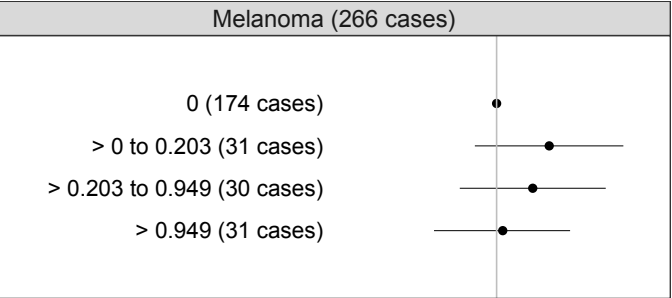 Melanoma (266 cases)
0 (174 cases)
> 0 to 0.203 (31 cases)
> 0.203 to 0.949 (30 cases)
> 0.949 (31 cases)